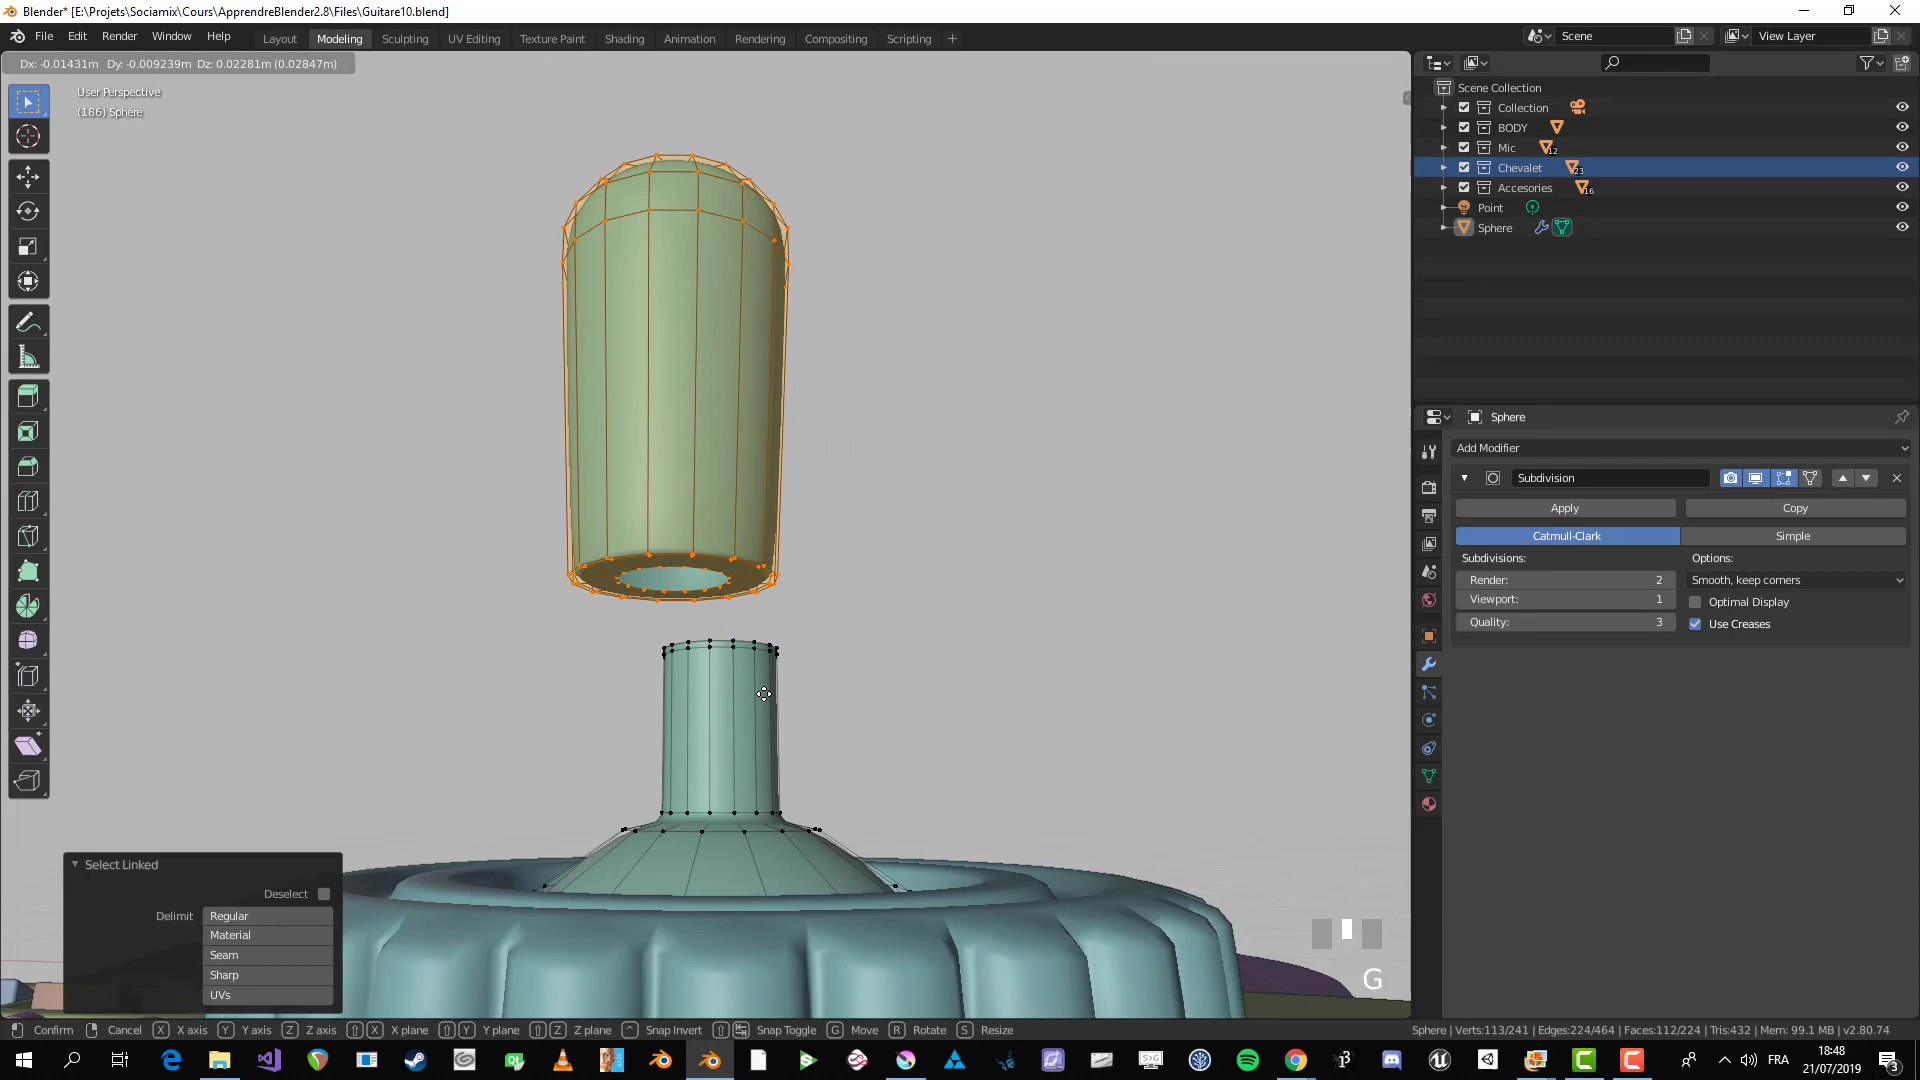 Blender* [E:\Projets\Sociamix\Cours\ApprendreBlender2.8\Files\Guitare10.blend]
File Edit Render Window Help Layout Modeling Sculpting UV Editing Texture Paint Shading Animation Rendering Compositing Scripting Scene View Layer
Dx: -0.01431m Dy: -0.009239m Dz: 0.02281m (0.02847m)
User Perspective
(186) Sphere
Scene Collection
Collection
BODY
Mic 12
Chevalet 23
Accesories 16
Point
Sphere
Sphere
Add Modifier
Subdivision
Apply Copy
Catmull-Clark Simple
Subdivisions: Options:
Render: 2 Smooth, keep corners
Viewport: 1 Optimal Display
Quality: 3 Use Creases
Select Linked
Deselect
Delimit Regular
Material
Seam
Sharp
UVs
G
Confirm Cancel X X axis Y Y axis Z Z axis X X plane Y Y plane Z Z plane Snap Invert Snap Toggle G Move R Rotate S Resize
Sphere | Verts:113/241 | Edges:224/464 | Faces:112/224 | Tris:432 | Mem: 99.1 MB | v2.80.74
FRA
18:48
21/07/2019
3